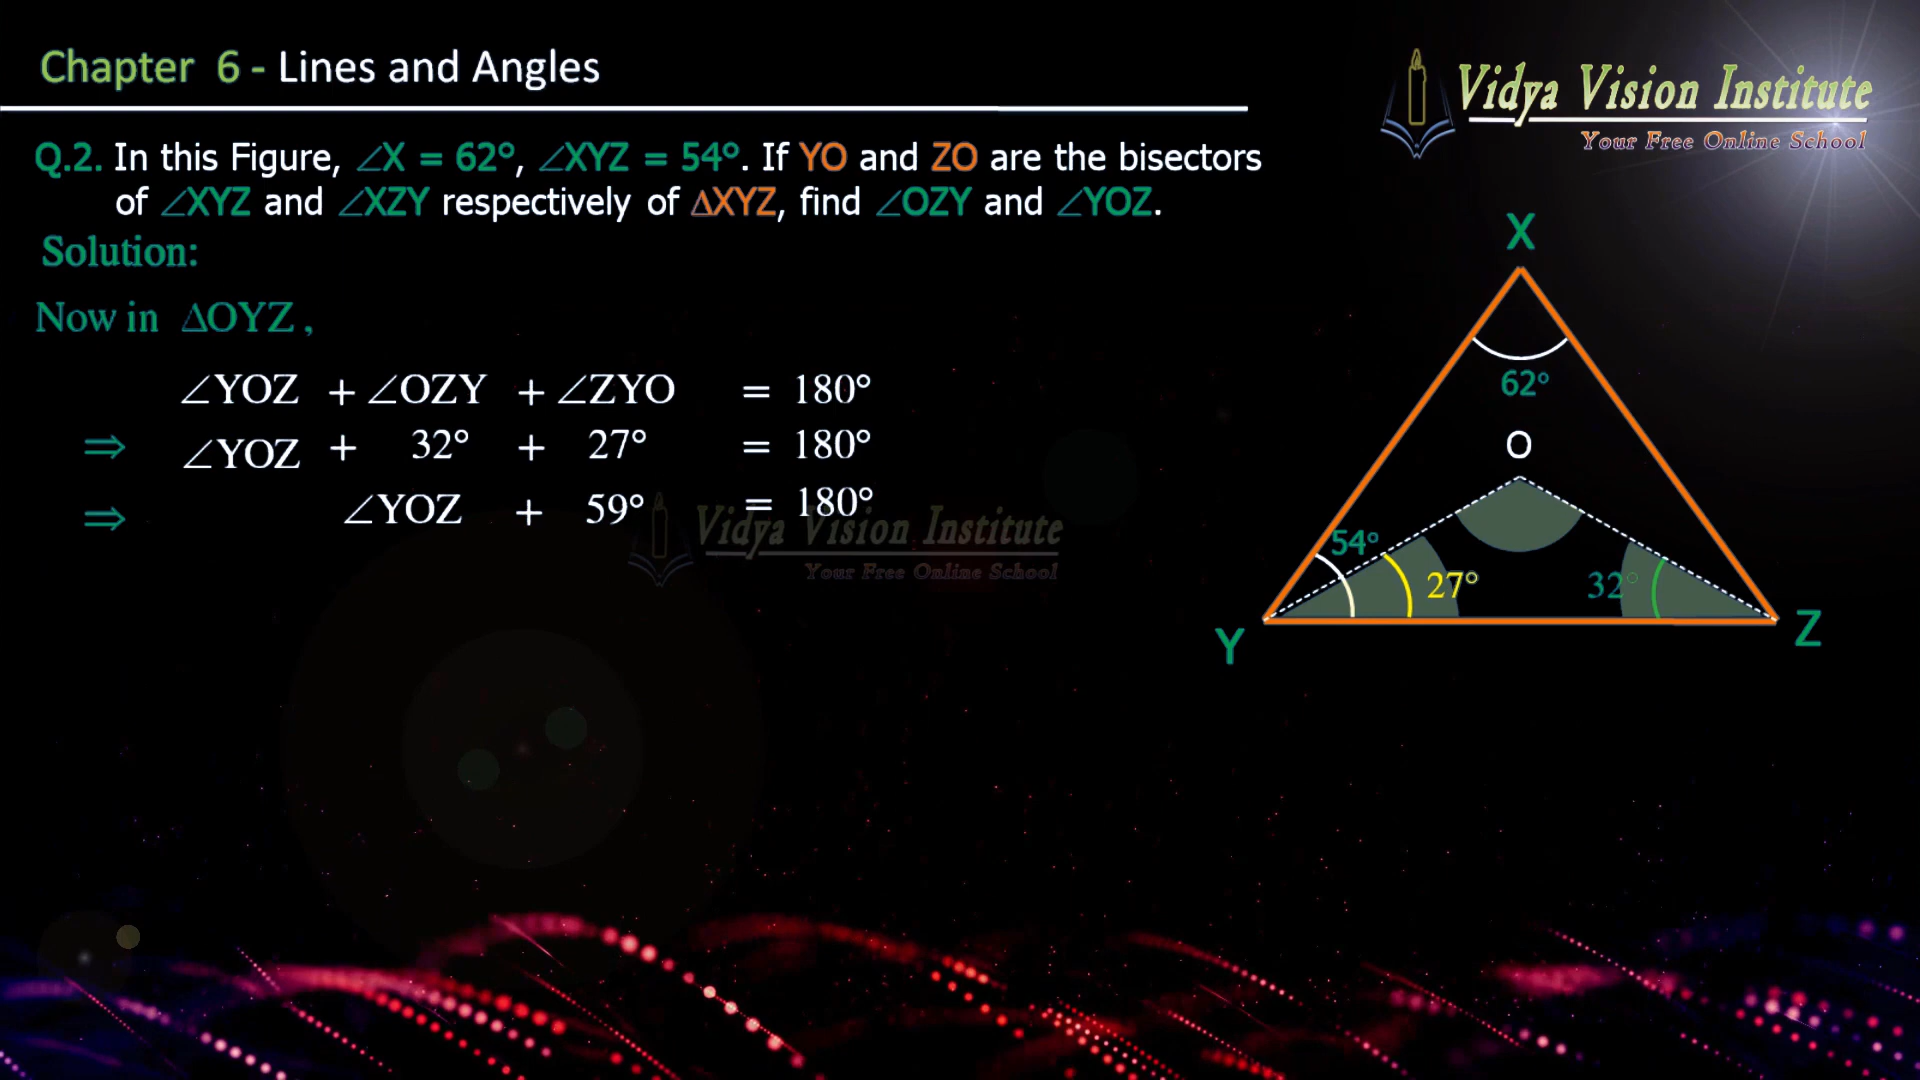 Chapter 6 - Lines and Angles
Vidya Vision Institute
Your Free Online School
Q.2. In this Figure, ∠X = 62°, ∠XYZ = 54°. If YO and ZO are the bisectors
of ∠XYZ and ∠XZY respectively of ΔXYZ, find ∠OZY and ∠YOZ.
Solution:
Now in ΔOYZ ,
∠YOZ + ∠OZY + ∠ZYO = 180°
⇒ ∠YOZ + 32° + 27° = 180°
⇒ ∠YOZ + 59° = 180°
Vidya Vision Institute
Your Free Online School
X
62°
O
54°
27°
32°
Y
Z